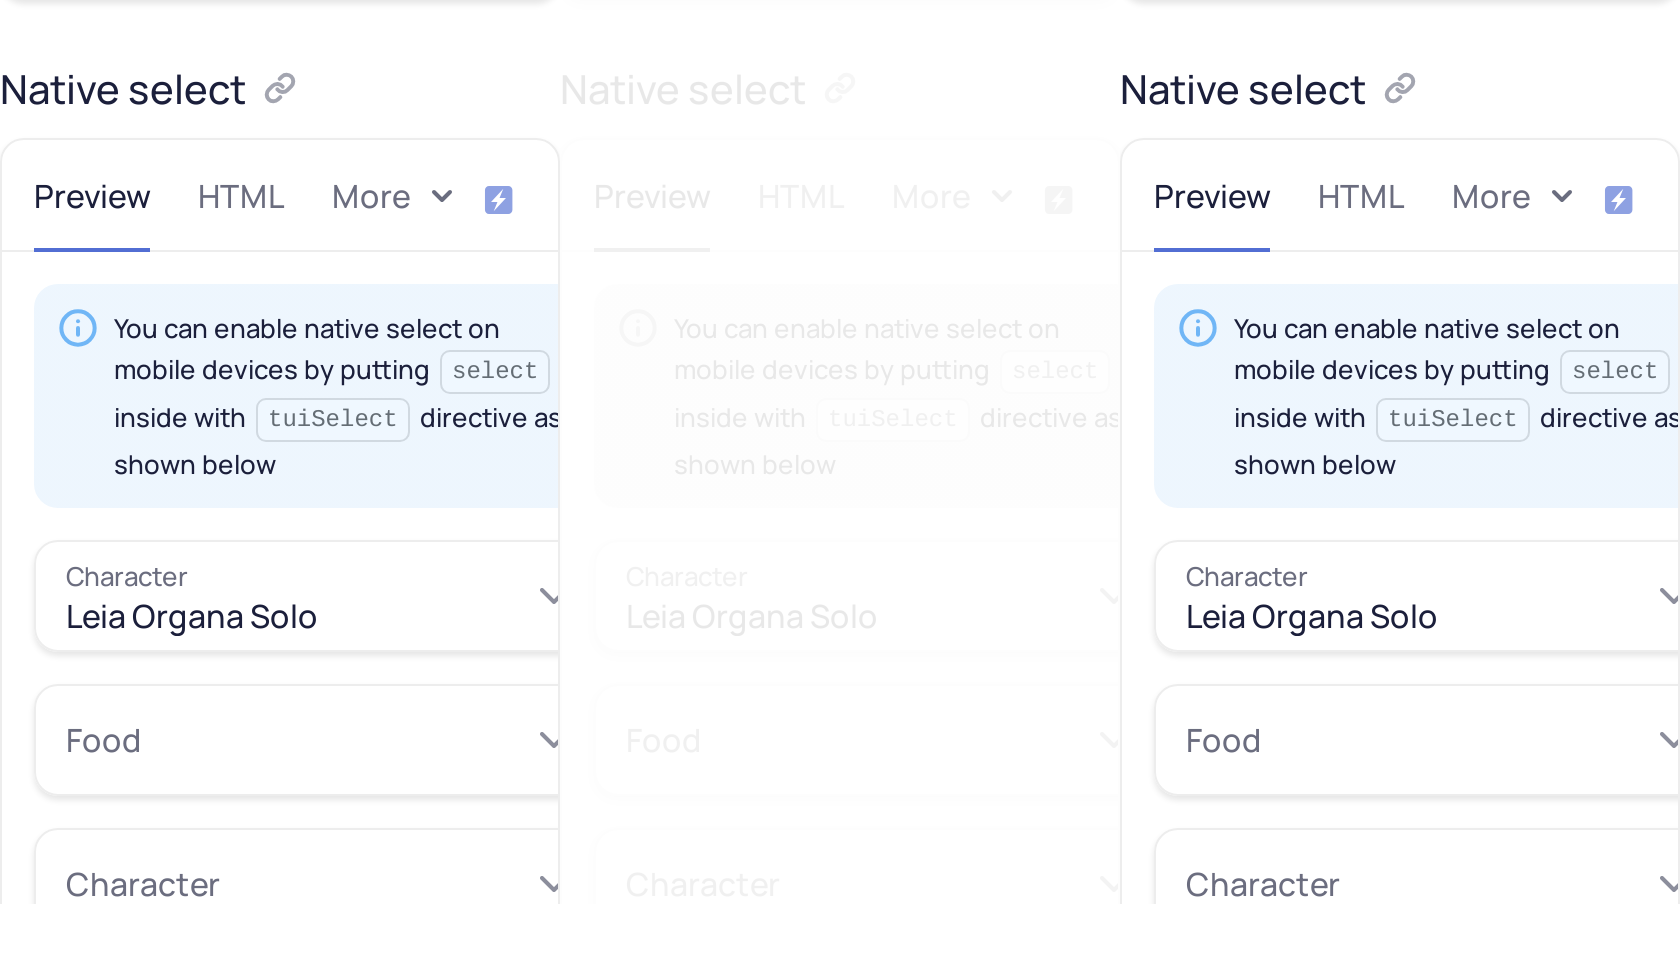 Native select
Preview HTML More
You can enable native select on
mobile devices by putting select
inside with tuiSelect directive as
shown below
Character
Leia Organa Solo
Food
Character
Native select
Preview HTML More
You can enable native select on
mobile devices by putting select
inside with tuiSelect directive as
shown below
Character
Leia Organa Solo
Food
Character
Native select
Preview HTML More
You can enable native select on
mobile devices by putting select
inside with tuiSelect directive as
shown below
Character
Leia Organa Solo
Food
Character